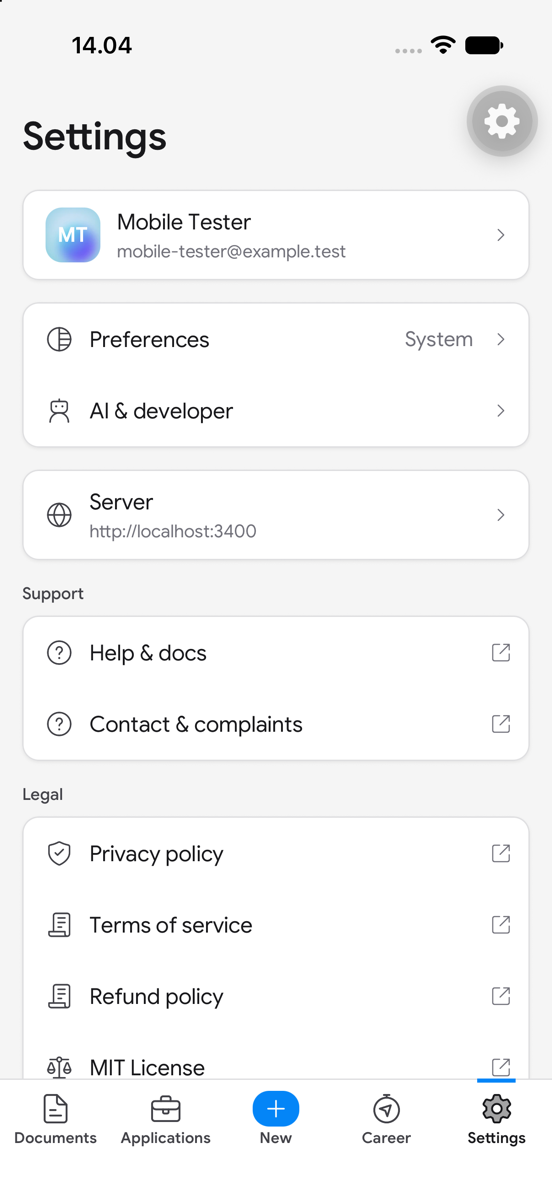 14.04
Settings
MT
Mobile Tester
mobile-tester@example.test
Preferences
System
AI & developer
Server
http://localhost:3400
Support
Help & docs
Contact & complaints
Legal
Privacy policy
Terms of service
Refund policy
MIT License
Documents
Applications
New
Career
Settings